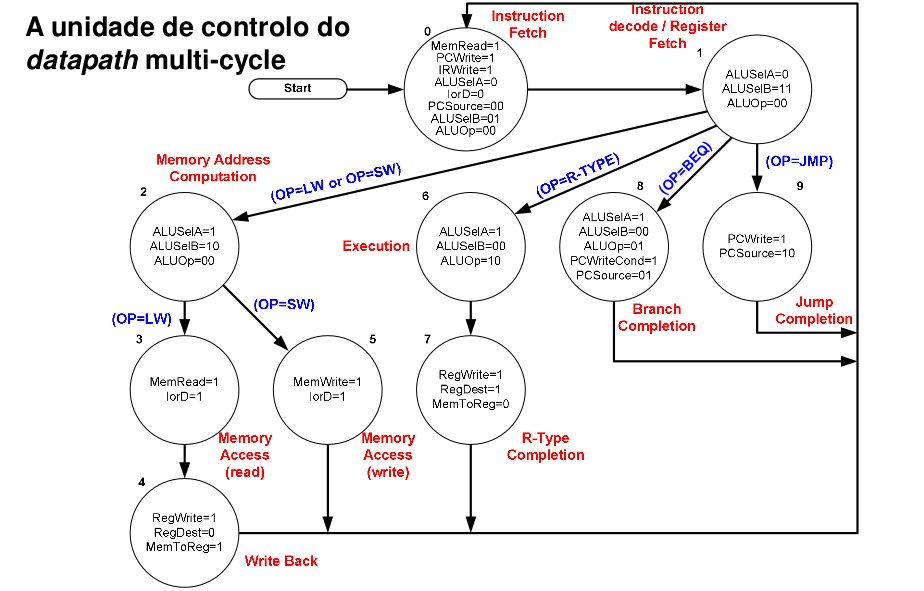 A unidade de controlo do
datapath multi-cycle
Start
0
Instruction
Fetch
MemRead=1
PCWrite=1
IRWrite=1
ALUSelA=0
IorD=0
PCSource=00
ALUSelB=01
ALUOp=00
Instruction
decode / Register
Fetch
1
ALUSelA=0
ALUSelB=11
ALUOp=00
(OP=LW or OP=SW)
(OP=R-TYPE)
(OP=BEQ)
(OP=JMP)
Memory Address
Computation
2
ALUSelA=1
ALUSelB=10
ALUOp=00
Execution
6
ALUSelA=1
ALUSelB=00
ALUOp=10
8
ALUSelA=1
ALUSelB=00
ALUOp=01
PCWriteCond=1
PCSource=01
Branch
Completion
9
PCWrite=1
PCSource=10
Jump
Completion
(OP=LW)
(OP=SW)
3
MemRead=1
IorD=1
Memory
Access
(read)
5
MemWrite=1
IorD=1
Memory
Access
(write)
7
RegWrite=1
RegDest=1
MemToReg=0
R-Type
Completion
4
RegWrite=1
RegDest=0
MemToReg=1
Write Back